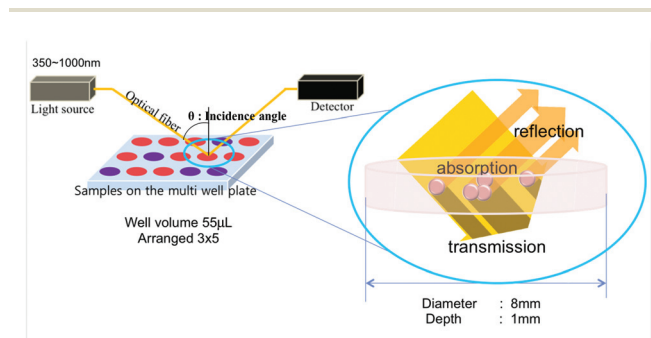 350~1000nm
Light source
Optical fiber
θ : Incidence angle
Detector
Samples on the multi well plate
Well volume 55μL
Arranged 3x5
reflection
absorption
transmission
Diameter : 8mm
Depth : 1mm